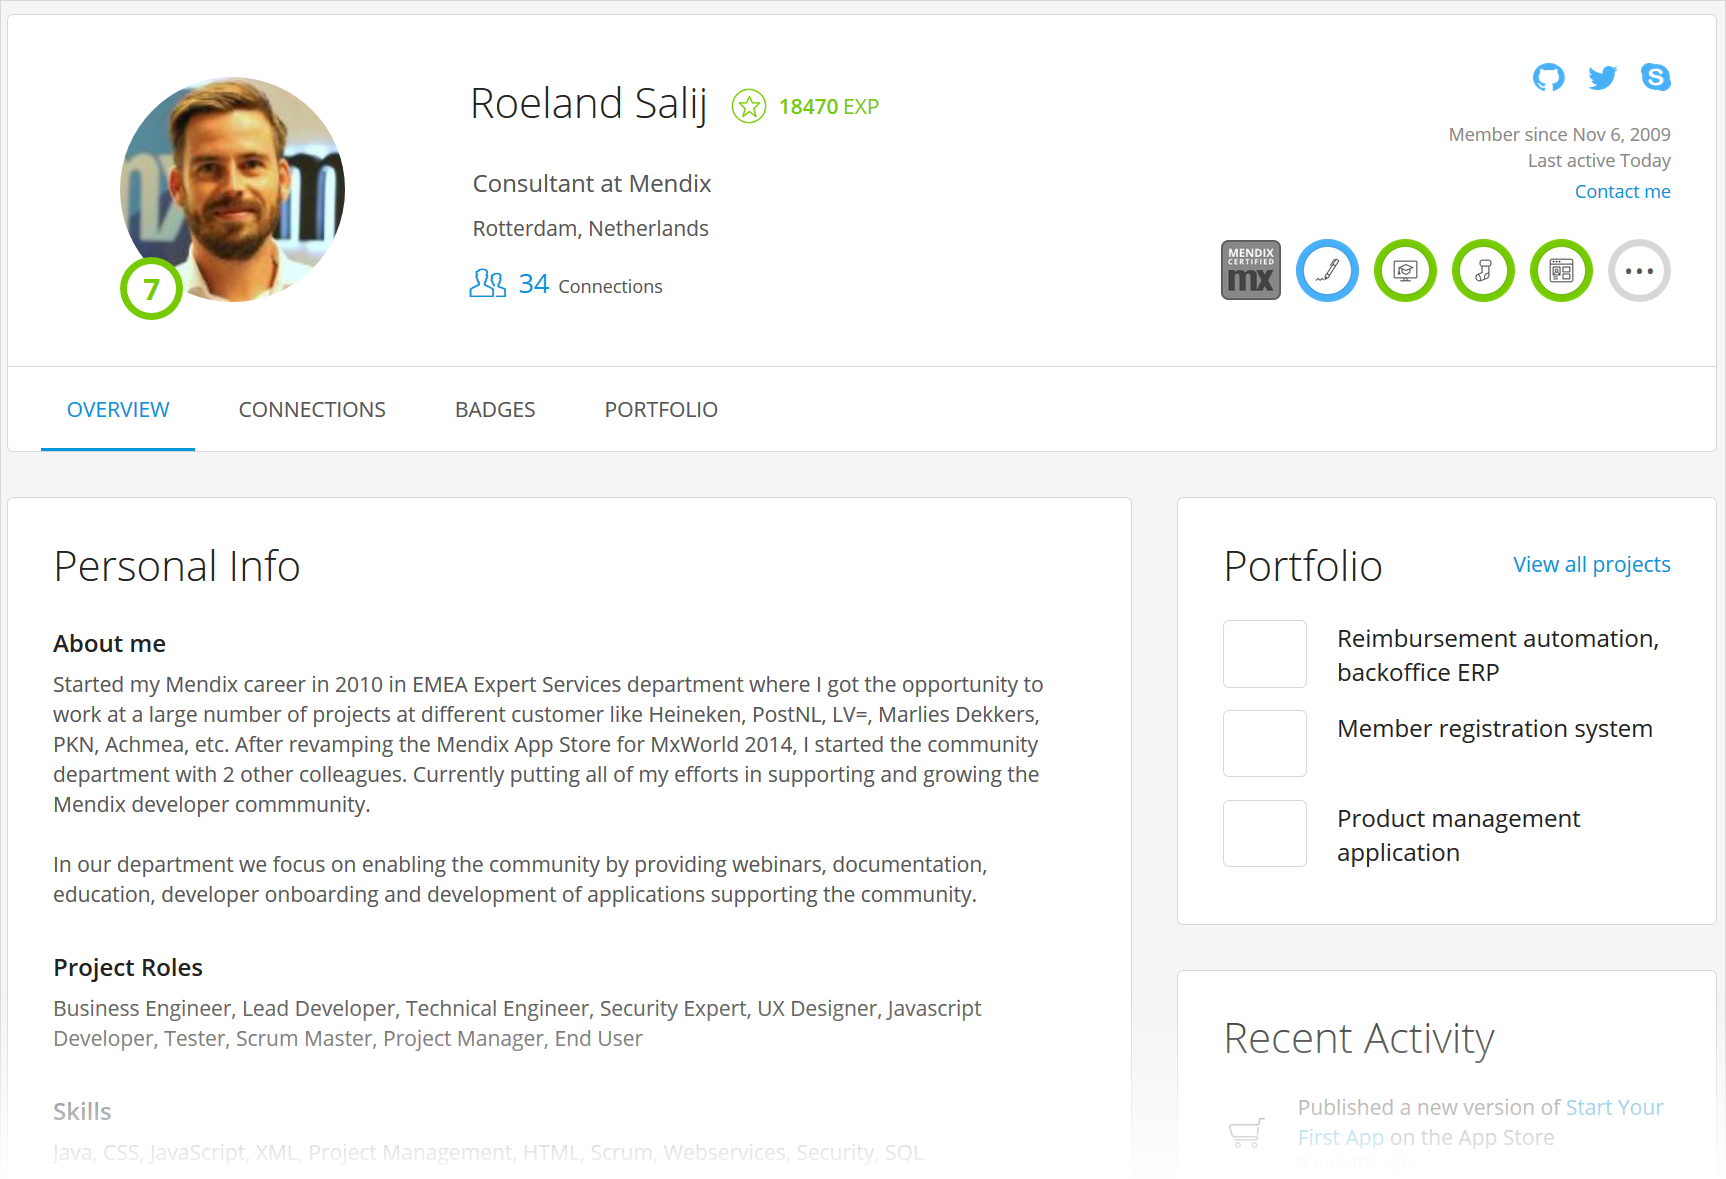 Roeland Salij
18470 EXP
Member since Nov 6, 2009
Last active Today
Contact me
Consultant at Mendix
Rotterdam, Netherlands
34 Connections
7
MENDIX
CERTIFIED
mx
OVERVIEW CONNECTIONS BADGES PORTFOLIO
Personal Info
About me
Started my Mendix career in 2010 in EMEA Expert Services department where I got the opportunity to
work at a large number of projects at different customer like Heineken, PostNL, LV=, Marlies Dekkers,
PKN, Achmea, etc. After revamping the Mendix App Store for MxWorld 2014, I started the community
department with 2 other colleagues. Currently putting all of my efforts in supporting and growing the
Mendix developer commmunity.
In our department we focus on enabling the community by providing webinars, documentation,
education, developer onboarding and development of applications supporting the community.
Project Roles
Business Engineer, Lead Developer, Technical Engineer, Security Expert, UX Designer, Javascript
Developer, Tester, Scrum Master, Project Manager, End User
Skills
Java, CSS, JavaScript, XML, Project Management, HTML, Scrum, Webservices, Security, SQL
Portfolio
View all projects
Reimbursement automation,
backoffice ERP
Member registration system
Product management
application
Recent Activity
Published a new version of Start Your
First App on the App Store
5 months ago